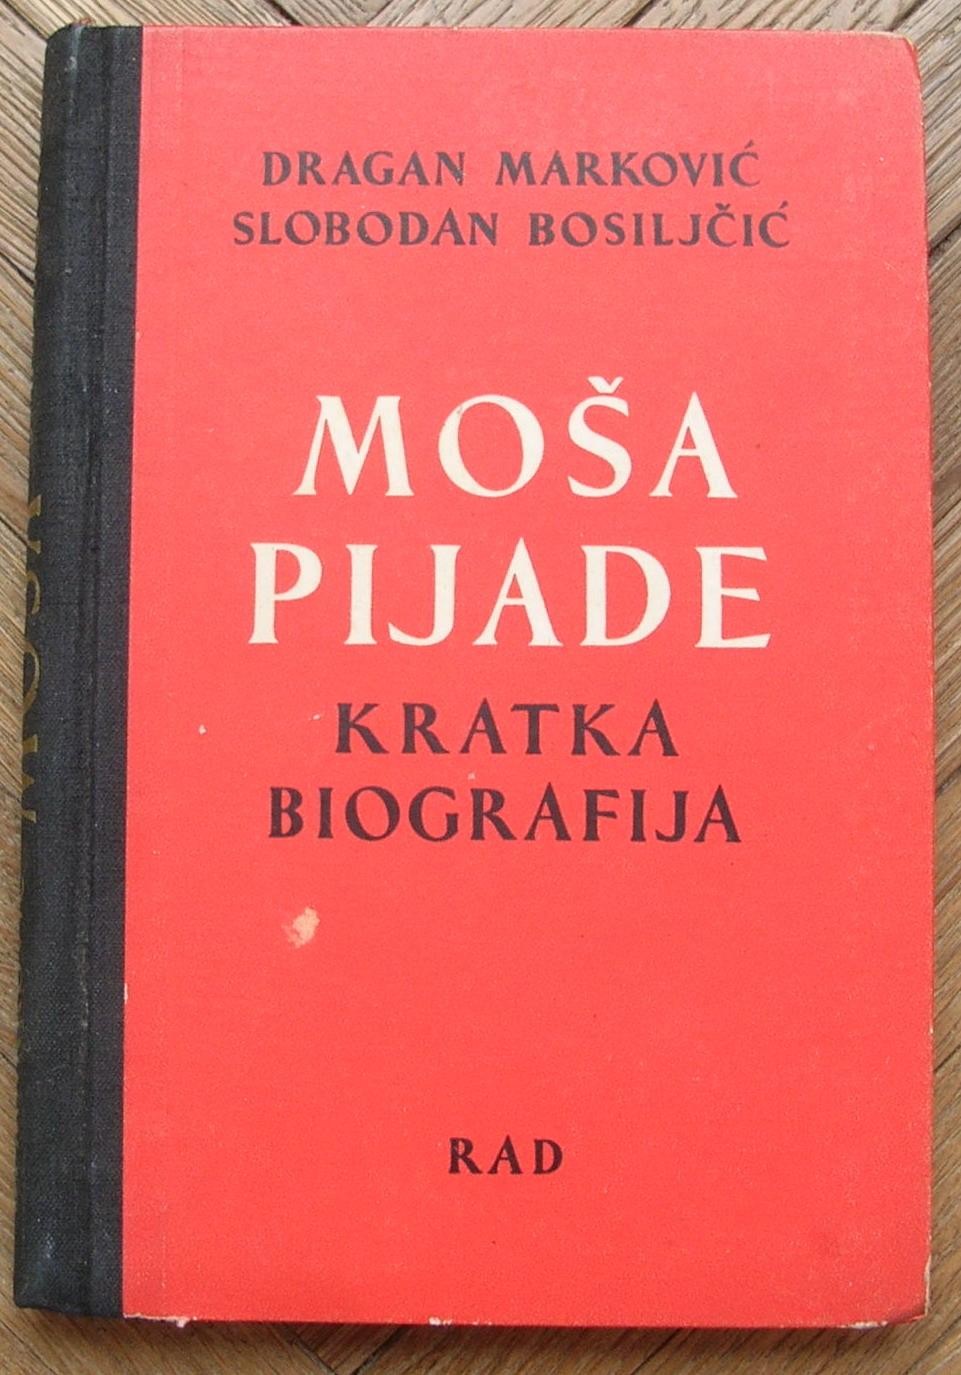 DRAGAN MARKOVIĆ
SLOBODAN BOSILJČIĆ
MOŠA
PIJADE
KRATKA
BIOGRAFIJA
RAD